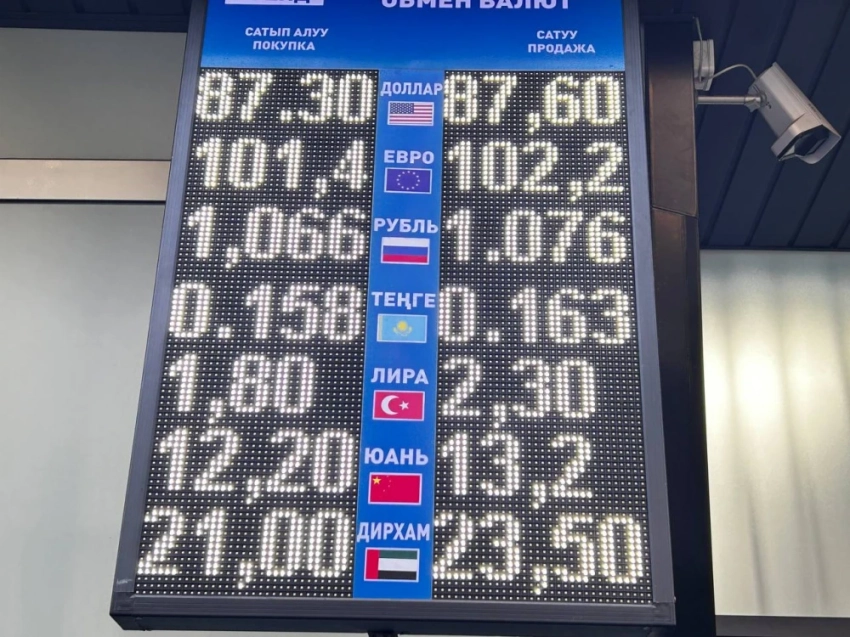 ОБМЕН ВАЛЮТ
САТЫП АЛУУ
ПОКУПКА
САТУУ
ПРОДАЖА
87.30 ДОЛЛАР 87,60
101,4 ЕВРО 102,2
1,066 РУБЛЬ 1.076
0.158 ТЕҢГЕ 0.163
1,80 ЛИРА 2,30
12,20 ЮАНЬ 13,2
21,00 ДИРХАМ 23,50